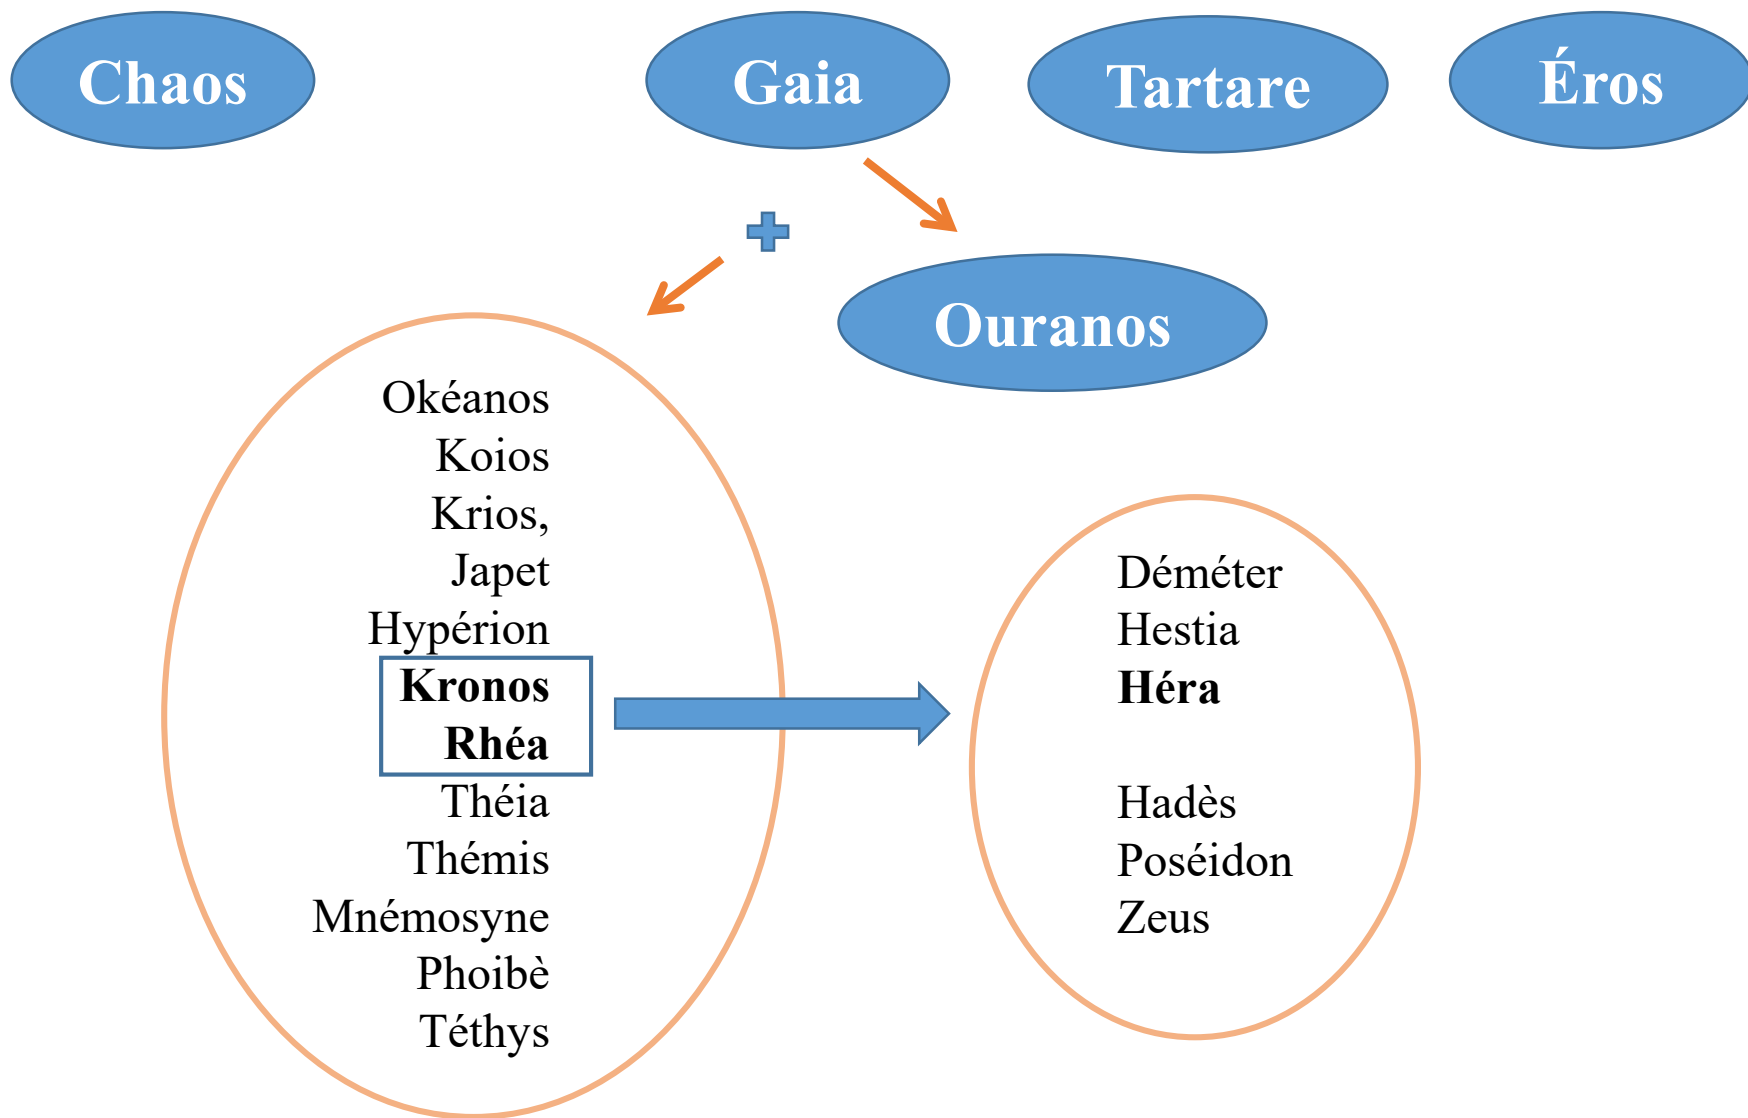 Chaos
Gaia
Tartare
Éros
Ouranos
Okéanos
Koios
Krios,
Japet
Hypérion
Kronos
Rhéa
Théia
Thémis
Mnémosyne
Phoibè
Téthys
Déméter
Hestia
Héra
Hadès
Poséidon
Zeus